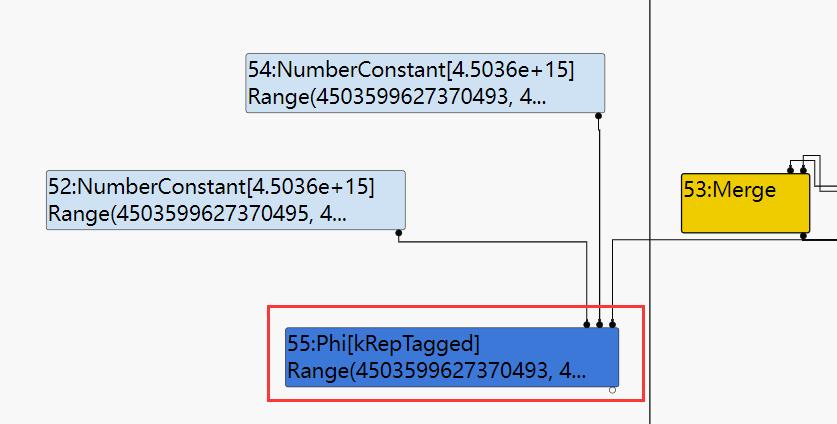 54:NumberConstant[4.5036e+15]
Range(4503599627370493, 4...
52:NumberConstant[4.5036e+15]
Range(4503599627370495, 4...
53:Merge
55:Phi[kRepTagged]
Range(4503599627370493, 4...